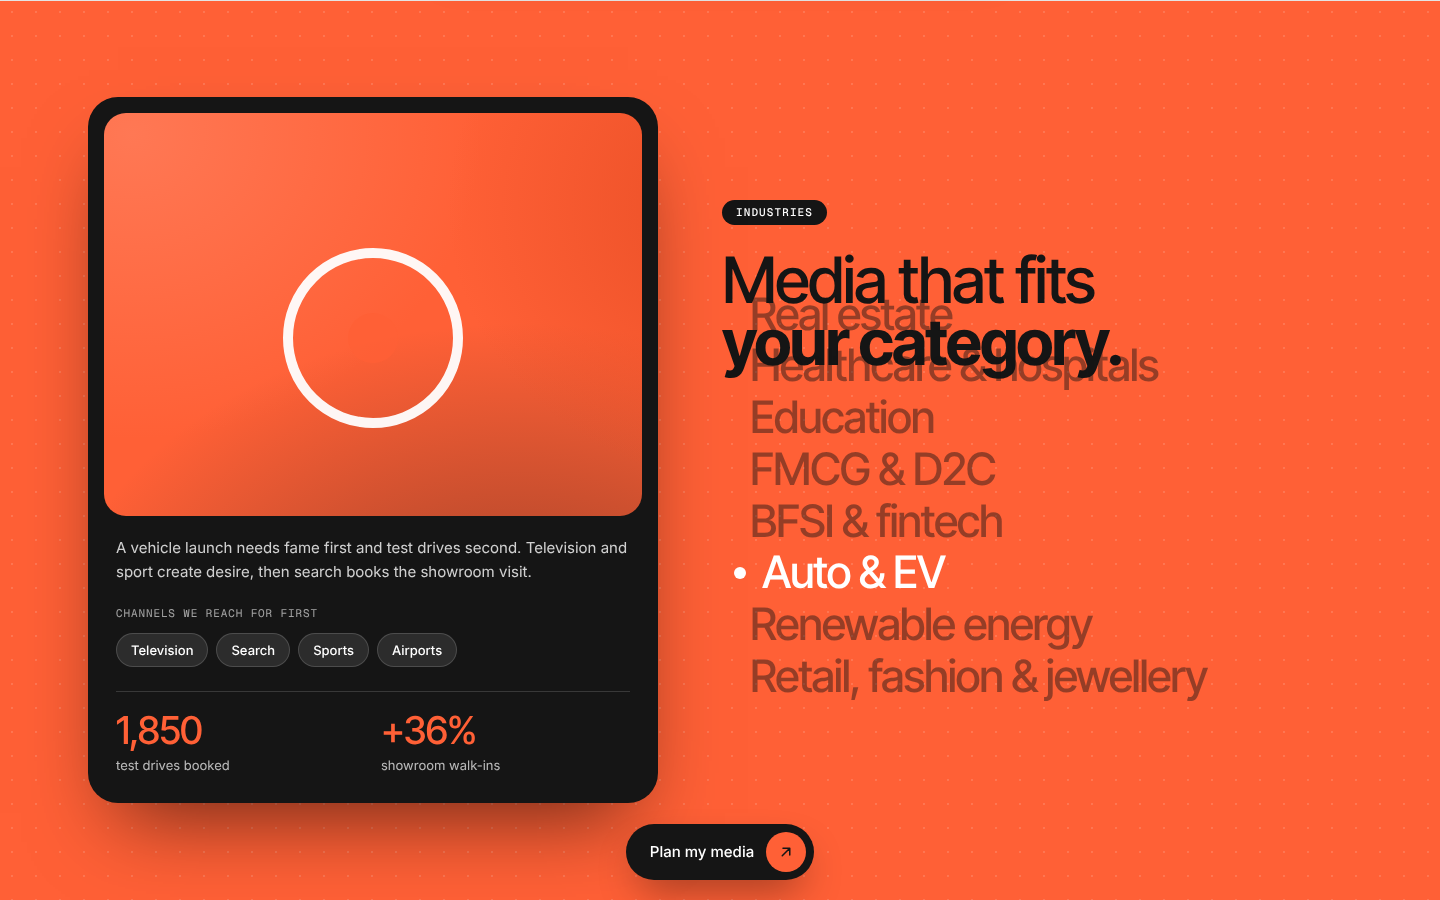 A vehicle launch needs fame first and test drives second. Television and
sport create desire, then search books the showroom visit.
CHANNELS WE REACH FOR FIRST
Television
Search
Sports
Airports
1,850
test drives booked
+36%
showroom walk-ins
INDUSTRIES
Media that fits
your category.
Real estate
Healthcare & hospitals
Education
FMCG & D2C
BFSI & fintech
Auto & EV
Renewable energy
Retail, fashion & jewellery
Plan my media